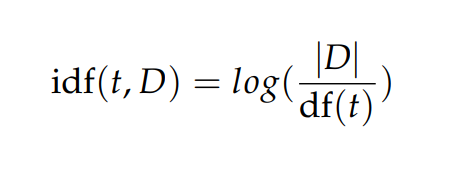 idf(t, D) = log(|D|/df(t))